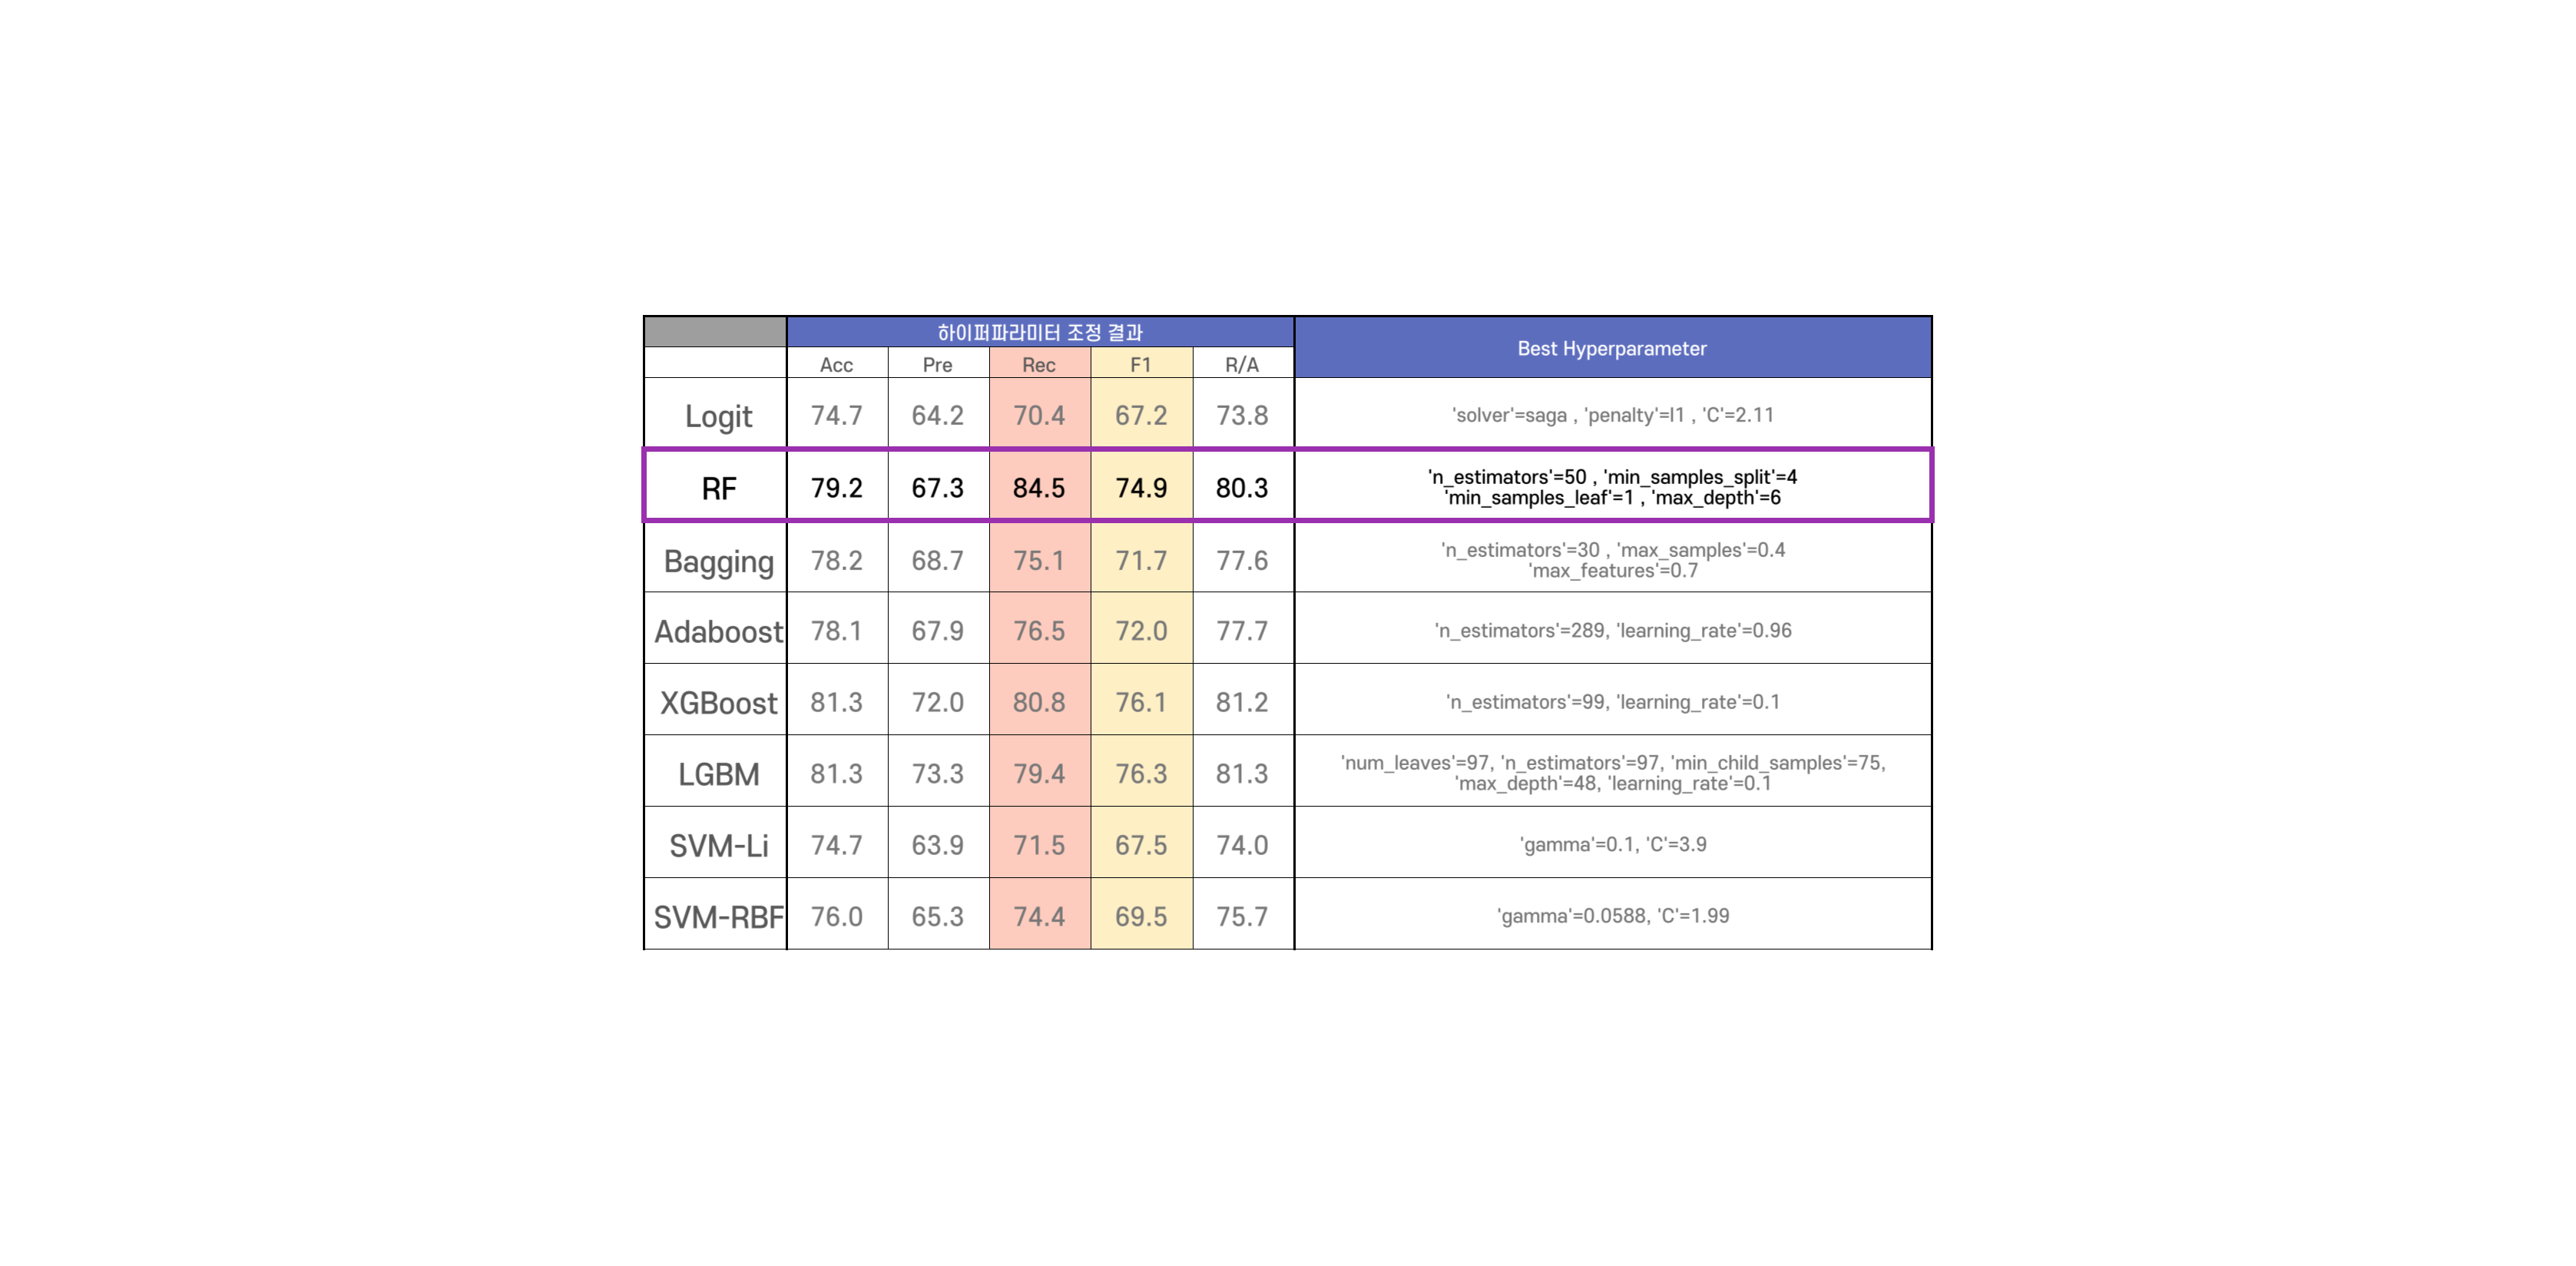 하이퍼파라미터 조정 결과
Best Hyperparameter
Acc Pre Rec F1 R/A
Logit 74.7 64.2 70.4 67.2 73.8 'solver'=saga , 'penalty'=l1 , 'C'=2.11
RF 79.2 67.3 84.5 74.9 80.3 'n_estimators'=50 , 'min_samples_split'=4
'min_samples_leaf'=1 , 'max_depth'=6
Bagging 78.2 68.7 75.1 71.7 77.6 'n_estimators'=30 , 'max_samples'=0.4
'max_features'=0.7
Adaboost 78.1 67.9 76.5 72.0 77.7 'n_estimators'=289, 'learning_rate'=0.96
XGBoost 81.3 72.0 80.8 76.1 81.2 'n_estimators'=99, 'learning_rate'=0.1
LGBM 81.3 73.3 79.4 76.3 81.3 'num_leaves'=97, 'n_estimators'=97, 'min_child_samples'=75,
'max_depth'=48, 'learning_rate'=0.1
SVM-Li 74.7 63.9 71.5 67.5 74.0 'gamma'=0.1, 'C'=3.9
SVM-RBF 76.0 65.3 74.4 69.5 75.7 'gamma'=0.0588, 'C'=1.99